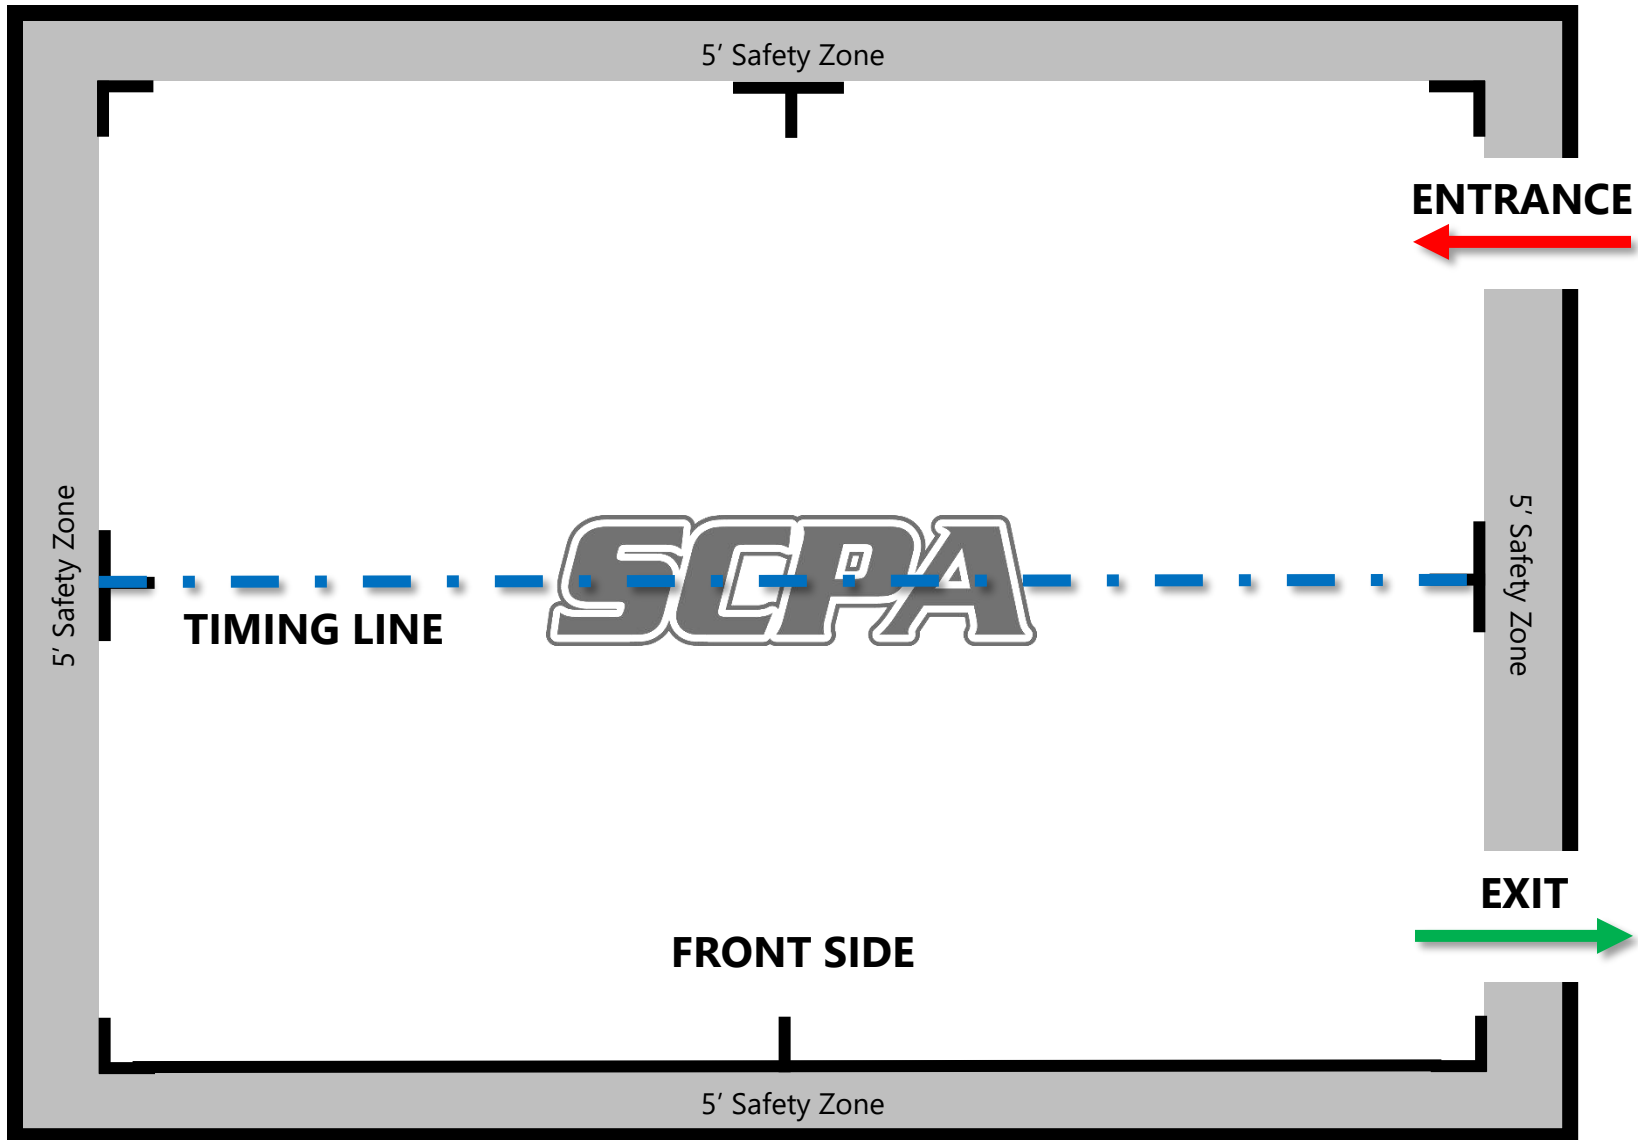 5’ Safety Zone
ENTRANCE
5’ Safety Zone
5’ Safety Zone
SCPA
TIMING LINE
EXIT
FRONT SIDE
5’ Safety Zone